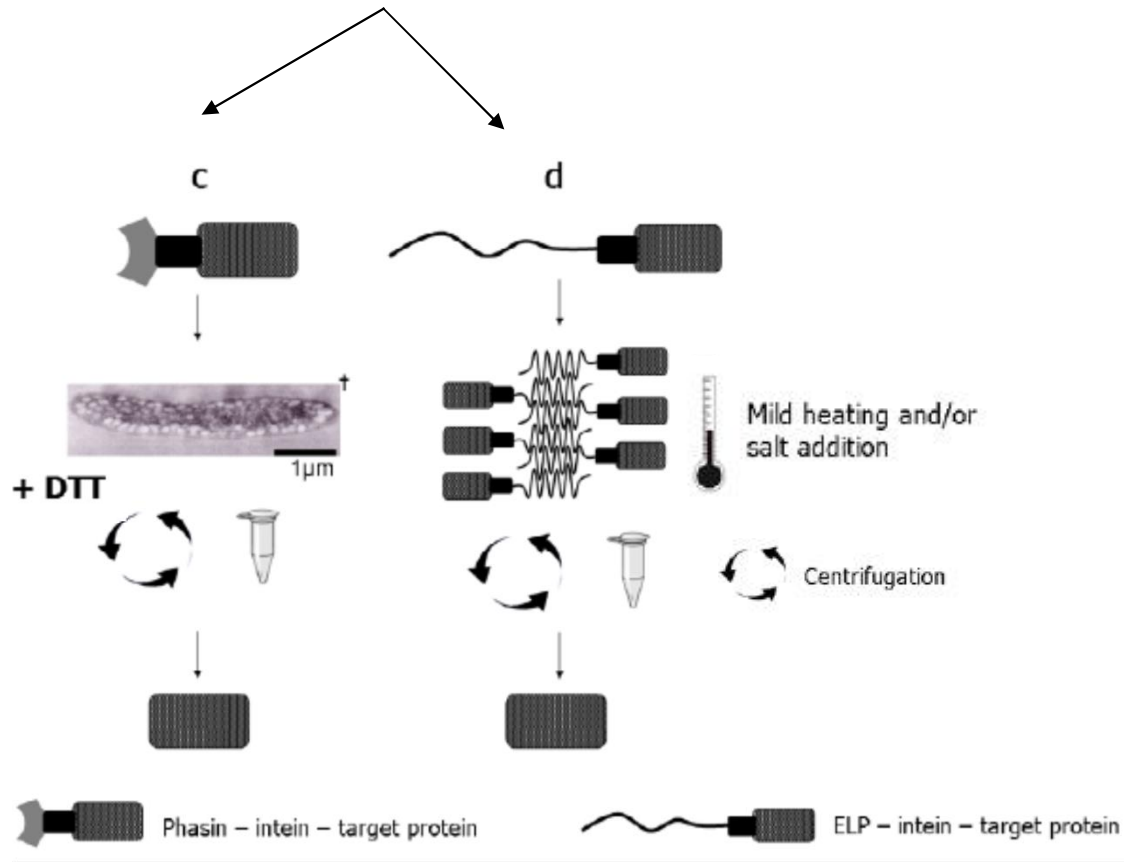 c
d
†
1µm
+ DTT
Mild heating and/or
salt addition
Centrifugation
Phasin – intein – target protein
ELP – intein – target protein